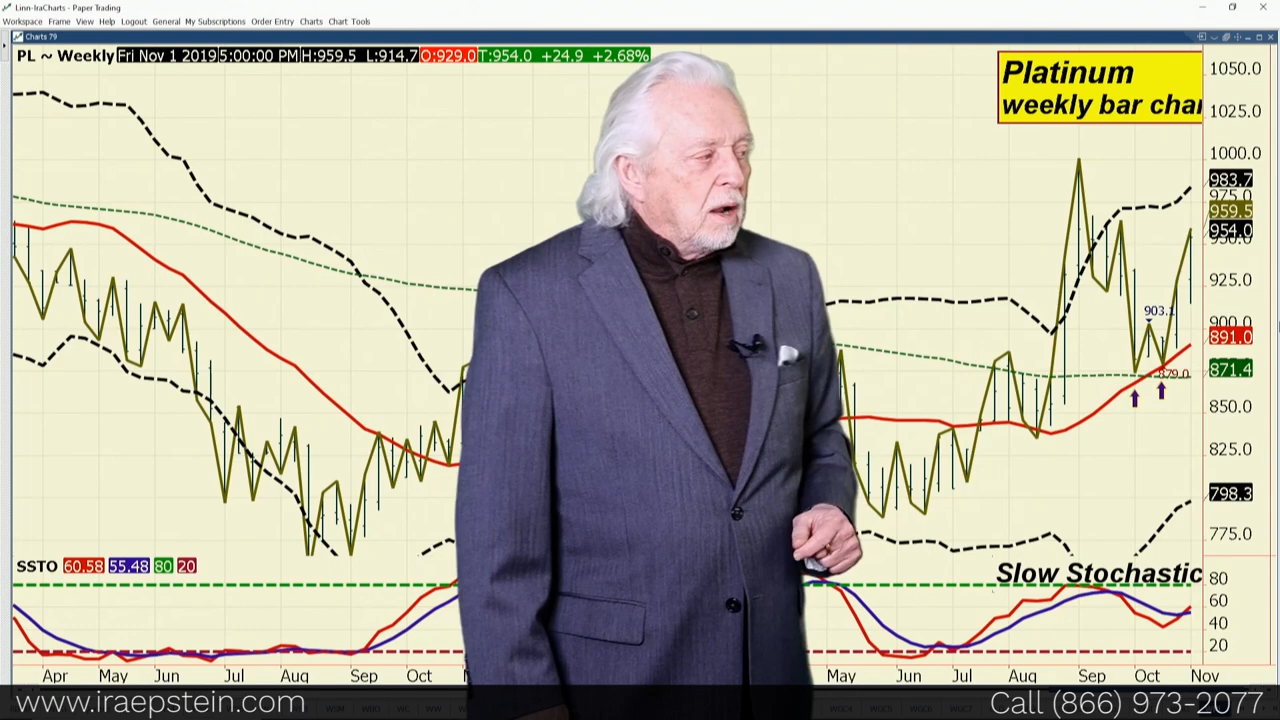 Linn-IraCharts - Paper Trading
Workspace Frame View Help Logout General My Subscriptions Order Entry Charts Chart Tools
Charts 79
PL ~ Weekly Fri Nov 1 2019 5:00:00 PM H:959.5 L:914.7 O:929.0 T:954.0 +24.9 +2.68%
Platinum
weekly bar char
1050.0
1025.0
1000.0
983.7
975.0
959.5
954.0
950.0
925.0
903.1
900.0
891.0
871.4
879.0
850.0
825.0
798.3
775.0
SSTO 60.58 55.48 80 20
Slow Stochastic
80
60
40
20
Apr May Jun Jul Aug Sep Oct May Jun Jul Aug Sep Oct Nov
www.iraepstein.com
Call (866) 973-2077